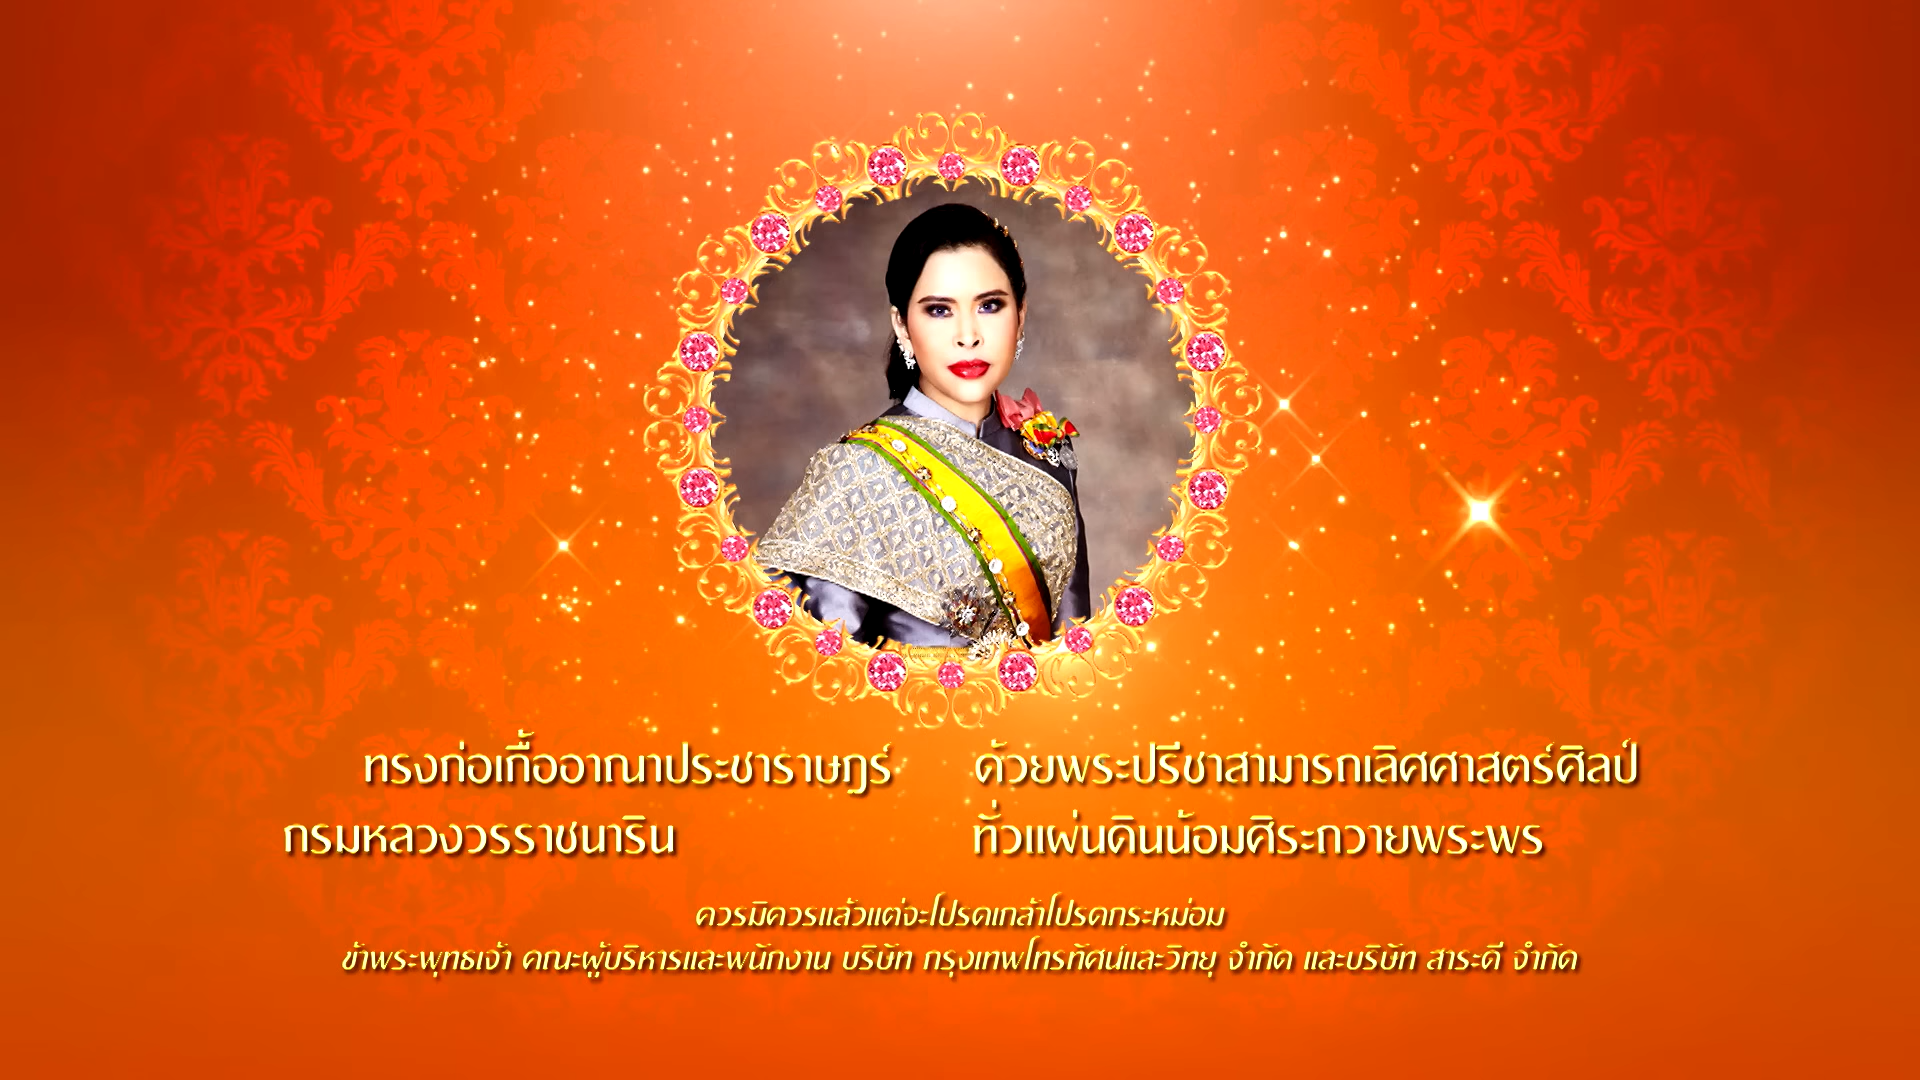 ทรงก่อเกื้ออาณาประชาราษฎร์ ด้วยพระปรีชาสามารถเลิศศาสตร์ศิลป์
กรมหลวงวรราชนาริน ทั่วแผ่นดินน้อมศิระถวายพระพร
ควรมิควรแล้วแต่จะโปรดเกล้าโปรดกระหม่อม
ข้าพระพุทธเจ้า คณะผู้บริหารและพนักงาน บริษัท กรุงเทพโทรทัศน์และวิทยุ จำกัด และบริษัท สาระดี จำกัด